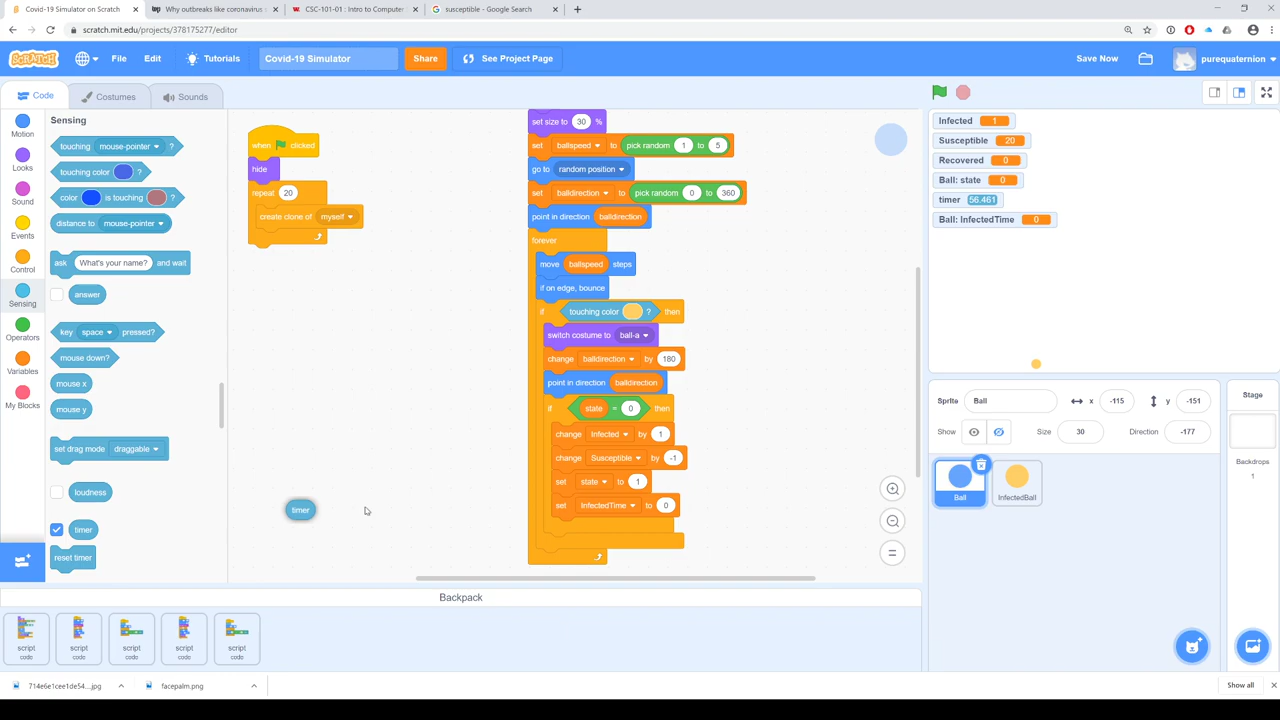 Covid-19 Simulator on Scratch
Why outbreaks like coronavirus s
CSC-101-01 : Intro to Computer
susceptible - Google Search
scratch.mit.edu/projects/378175277/editor
SCRATCH
File
Edit
Tutorials
Covid-19 Simulator
Share
See Project Page
Save Now
purequaternion
Code
Costumes
Sounds
Motion
Looks
Sound
Events
Control
Sensing
Operators
Variables
My Blocks
Sensing
touching mouse-pointer ?
touching color ?
color is touching ?
distance to mouse-pointer
ask What's your name? and wait
answer
key space pressed?
mouse down?
mouse x
mouse y
set drag mode draggable
loudness
timer
reset timer
when clicked
hide
repeat 20
create clone of myself
timer
set size to 30 %
set ballspeed to pick random 1 to 5
go to random position
set balldirection to pick random 0 to 360
point in direction balldirection
forever
move ballspeed steps
if on edge, bounce
if touching color ? then
switch costume to ball-a
change balldirection by 180
point in direction balldirection
if state = 0 then
change Infected by 1
change Susceptible by -1
set state to 1
set InfectedTime to 0
Infected 1
Susceptible 20
Recovered 0
Ball: state 0
timer 56.461
Ball: InfectedTime 0
Sprite Ball x -115 y -151
Show Size 30 Direction -177
Ball
InfectedBall
Stage
Backdrops
1
Backpack
script
code
script
code
script
code
script
code
script
code
714e6e1cee1de54....jpg
facepalm.png
Show all